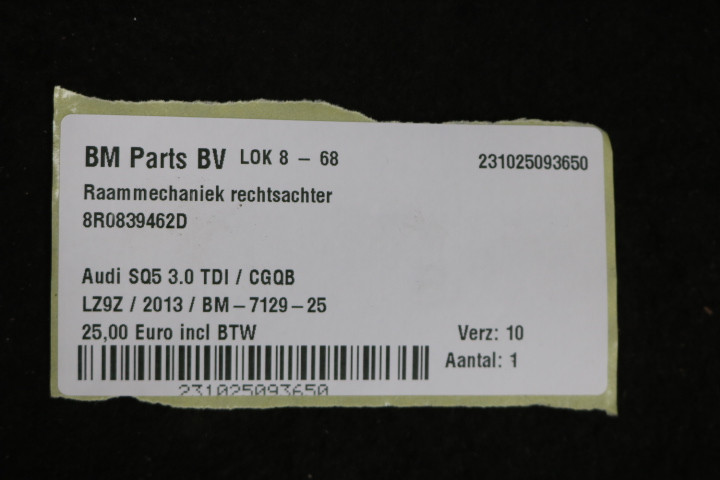 BM Parts BV LOK 8 – 68 231025093650
Raammechaniek rechtsachter
8R0839462D
Audi SQ5 3.0 TDI / CGQB
LZ9Z / 2013 / BM – 7129 – 25
25,00 Euro incl BTW Verz: 10
Aantal: 1
231025093650